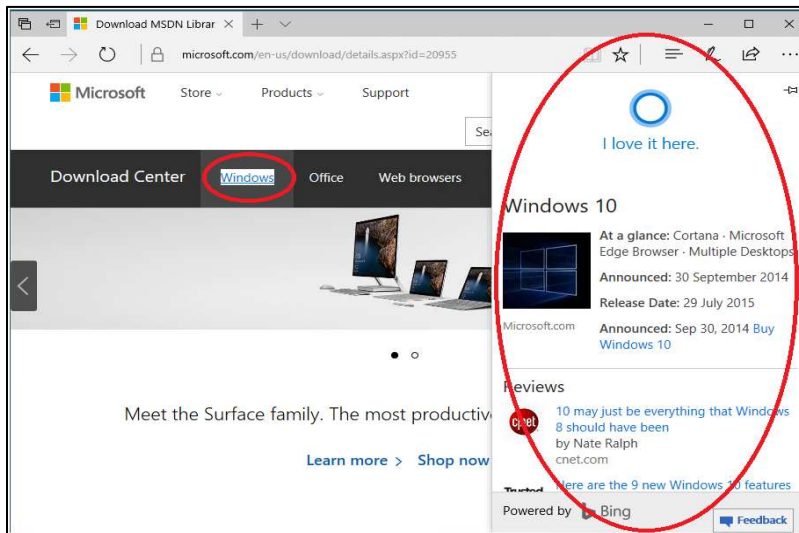 Download MSDN Librar
microsoft.com/en-us/download/details.aspx?id=20955
Microsoft Store Products Support
Download Center Windows Office Web browsers
Meet the Surface family. The most productiv
Learn more > Shop now
I love it here.
Windows 10
At a glance: Cortana · Microsoft
Edge Browser · Multiple Desktops
Announced: 30 September 2014
Release Date: 29 July 2015
Microsoft.com
Announced: Sep 30, 2014 Buy
Windows 10
Reviews
cnet
10 may just be everything that Windows
8 should have been
by Nate Ralph
cnet.com
Trusted
Here are the 9 new Windows 10 features
Powered by Bing
Feedback